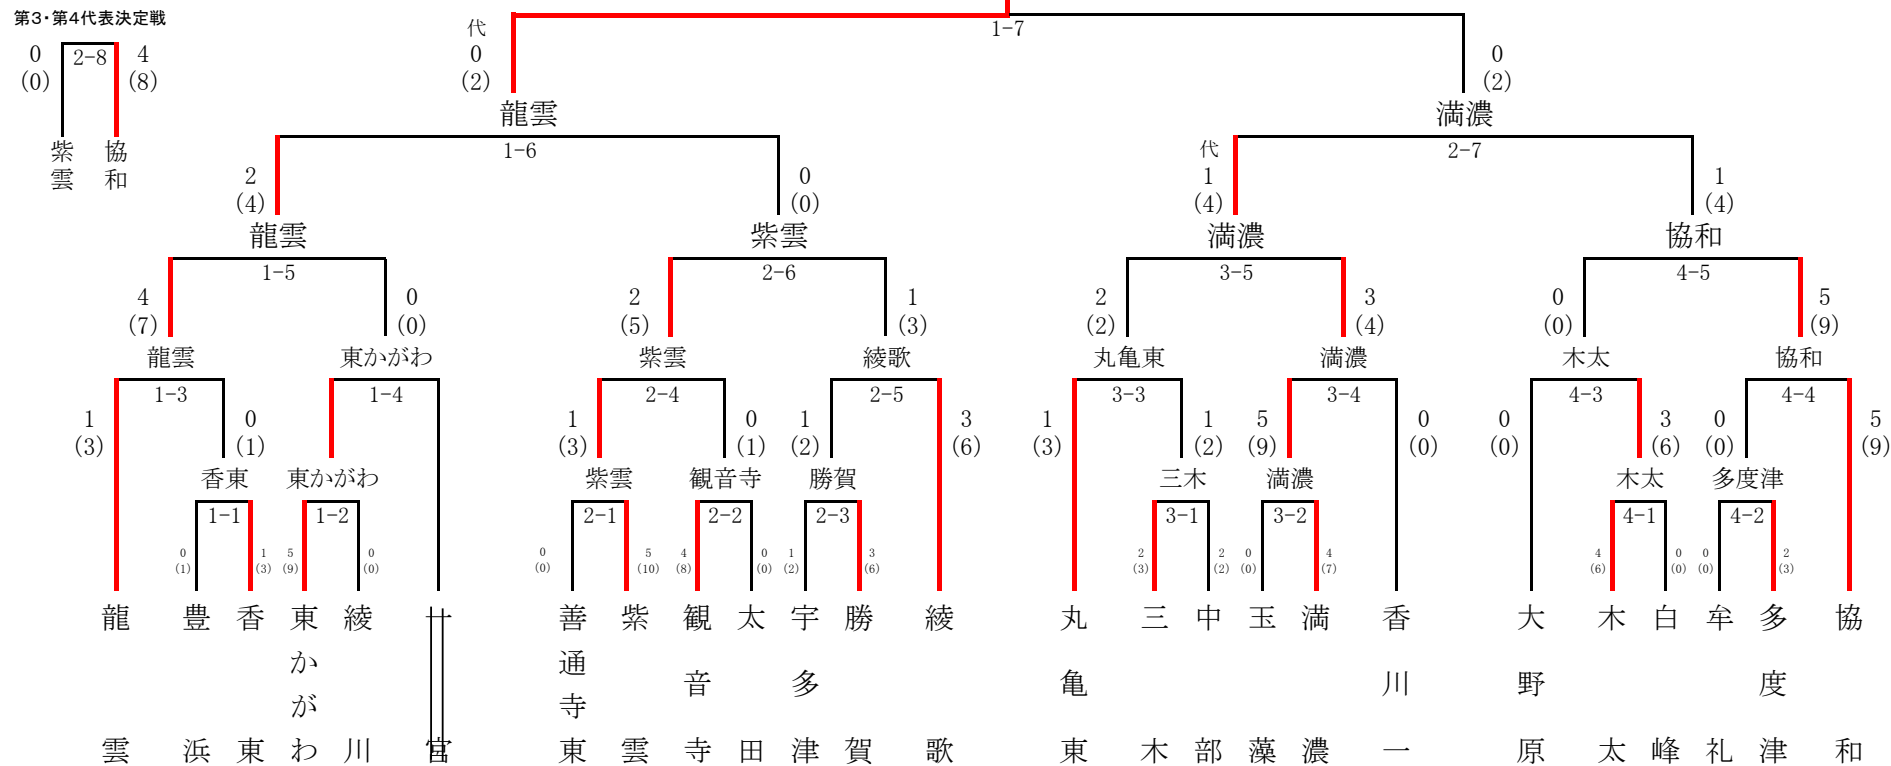 第3・第4代表決定戦
0 (0) 2-8 4 (8)
紫雲 協和
1-7
代 0 (2) 0 (2)
龍雲 満濃
1-6 2-7
2 (4) 0 (0) 代 1 (4) 1 (4)
龍雲 紫雲 満濃 協和
1-5 2-6 3-5 4-5
4 (7) 0 (0) 2 (5) 1 (3) 2 (2) 3 (4) 0 (0) 5 (9)
龍雲 東かがわ 紫雲 綾歌 丸亀東 満濃 木太 協和
1-3 1-4 2-4 2-5 3-3 3-4 4-3 4-4
1 (3) 0 (1) 1 (3) 0 (1) 1 (2) 3 (6) 1 (3) 1 (2) 5 (9) 0 (0) 0 (0) 3 (6) 0 (0) 5 (9)
香東 東かがわ 紫雲 観音寺 勝賀 三木 満濃 木太 多度津
1-1 1-2 2-1 2-2 2-3 3-1 3-2 4-1 4-2
0 (1) 1 (3) 5 (9) 0 (0) 0 (0) 5 (10) 4 (8) 0 (0) 1 (2) 3 (6) 2 (3) 2 (2) 0 (0) 4 (7) 4 (6) 0 (0) 0 (0) 2 (3)
龍雲
豊浜
香東
東かがわ
綾川
一宮
善通寺東
紫雲
観音寺
太田
宇多津
勝賀
綾歌
丸亀東
三木
中部
玉藻
満濃
香川一
大野原
木太
白峰
牟礼
多度津
協和